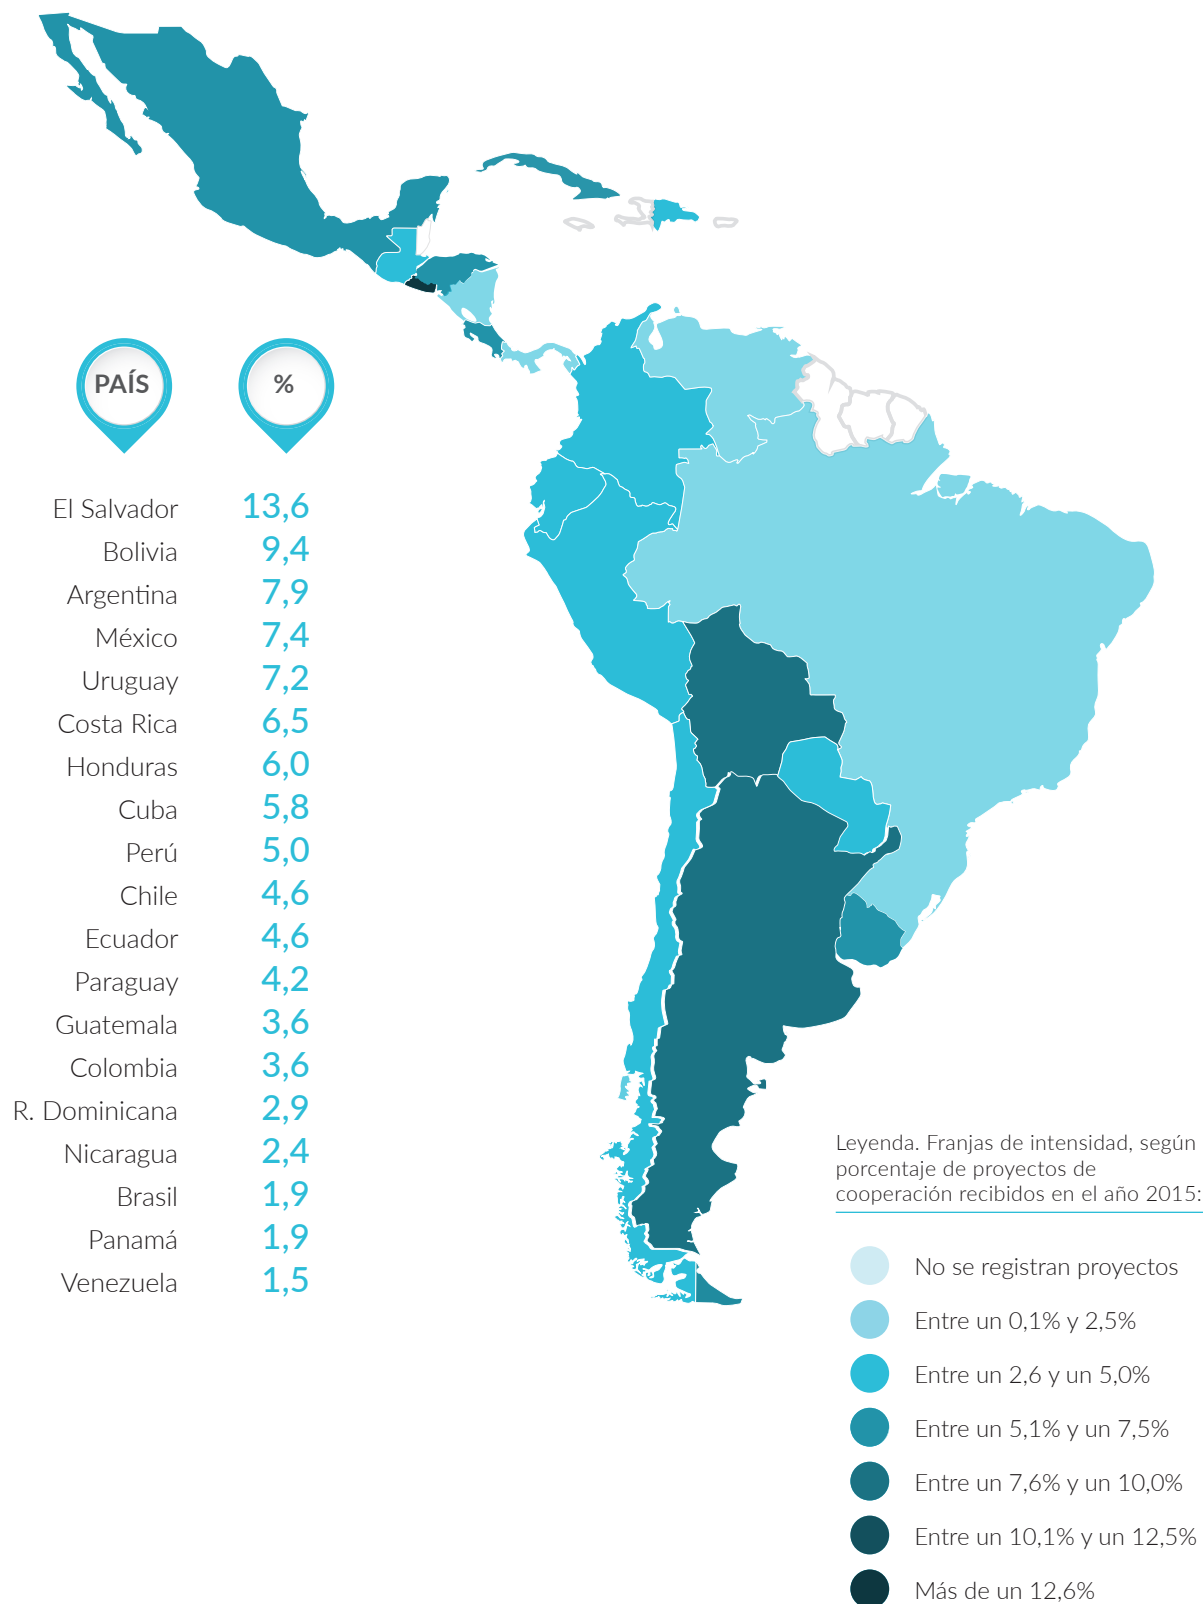 PAÍS %
El Salvador 13,6
Bolivia 9,4
Argentina 7,9
México 7,4
Uruguay 7,2
Costa Rica 6,5
Honduras 6,0
Cuba 5,8
Perú 5,0
Chile 4,6
Ecuador 4,6
Paraguay 4,2
Guatemala 3,6
Colombia 3,6
R. Dominicana 2,9
Nicaragua 2,4
Brasil 1,9
Panamá 1,9
Venezuela 1,5
Leyenda. Franjas de intensidad, según
porcentaje de proyectos de
cooperación recibidos en el año 2015:
No se registran proyectos
Entre un 0,1% y 2,5%
Entre un 2,6 y un 5,0%
Entre un 5,1% y un 7,5%
Entre un 7,6% y un 10,0%
Entre un 10,1% y un 12,5%
Más de un 12,6%